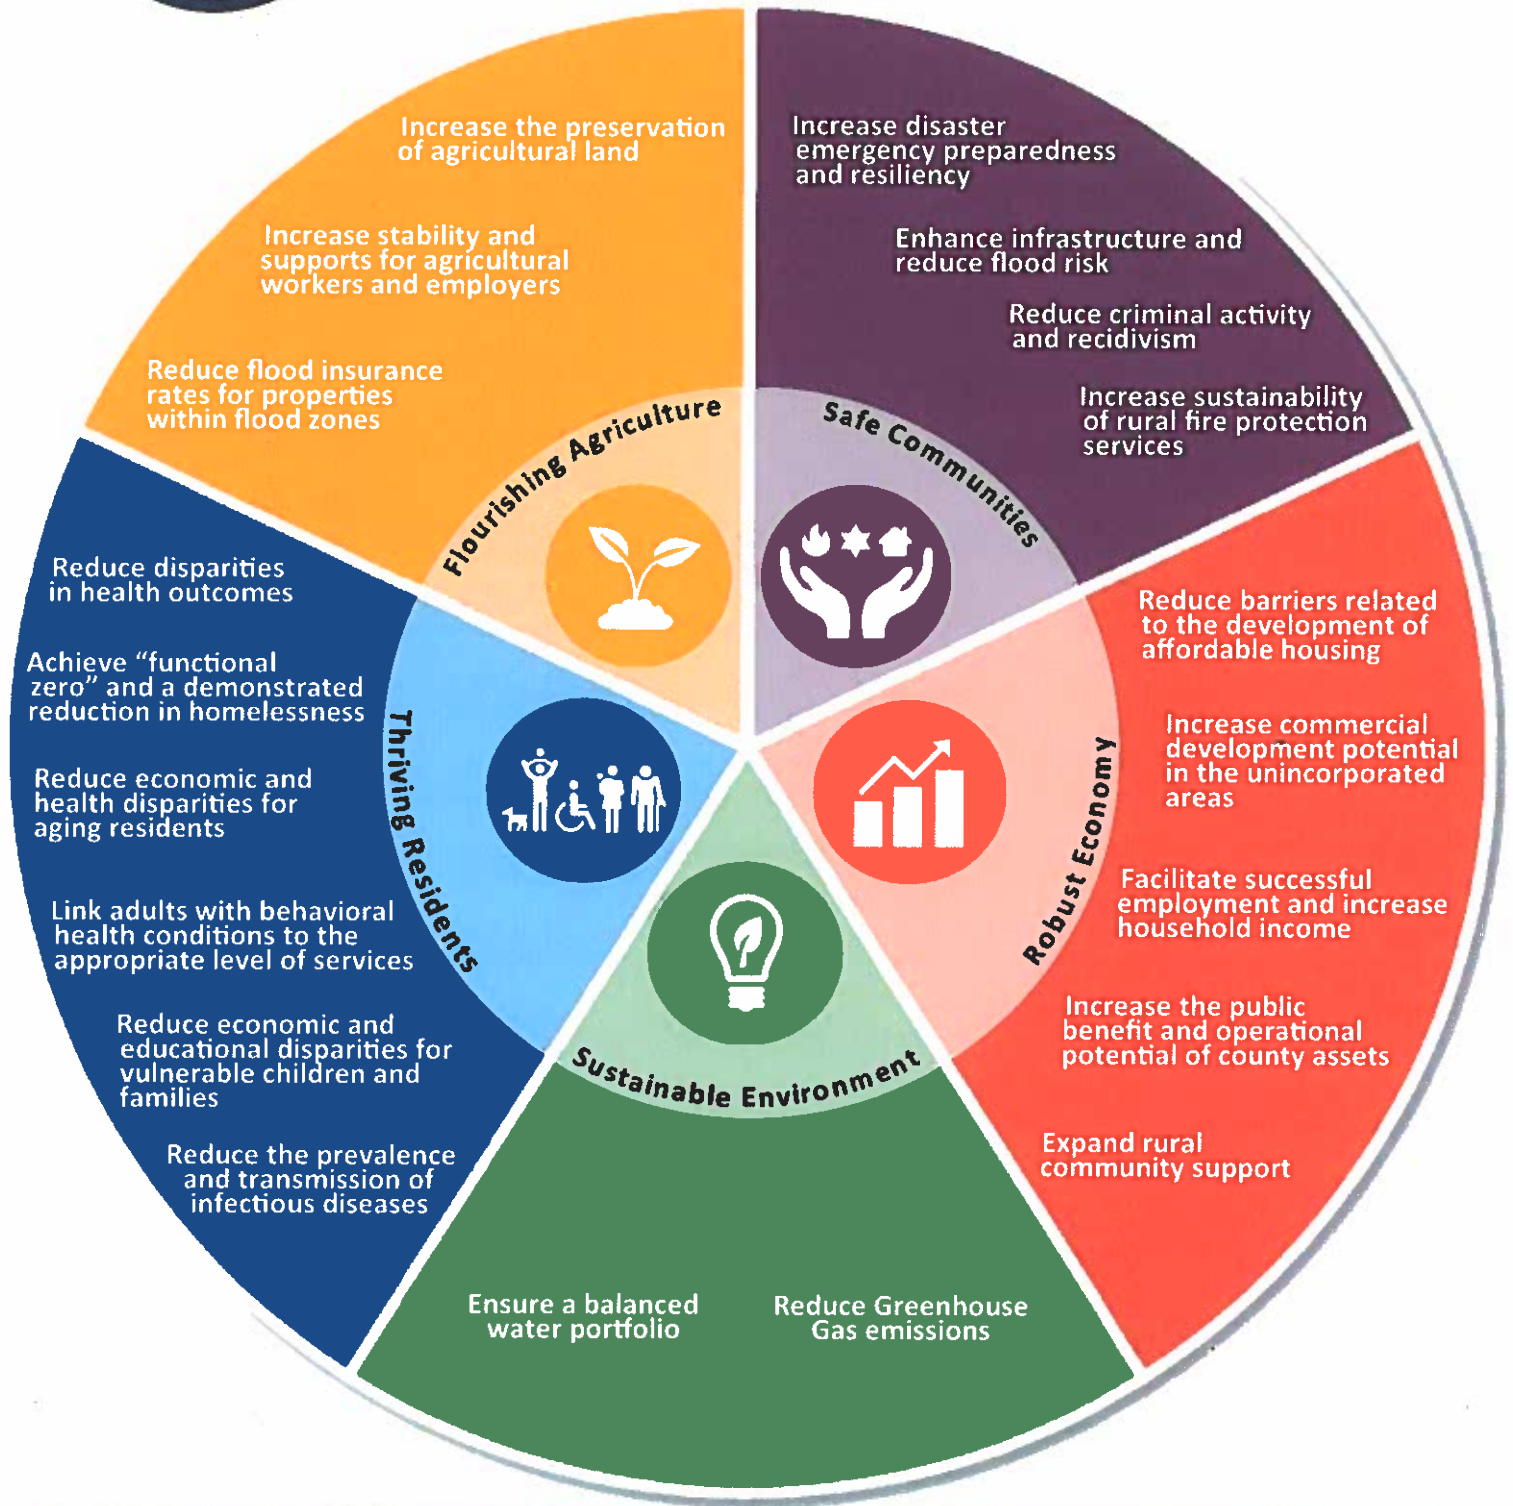 Increase the preservation
of agricultural land
Increase stability and
supports for agricultural
workers and employers
Reduce flood insurance
rates for properties
within flood zones
Flourishing Agriculture
Increase disaster
emergency preparedness
and resiliency
Enhance infrastructure and
reduce flood risk
Reduce criminal activity
and recidivism
Increase sustainability
of rural fire protection
services
Safe Communities
Reduce barriers related
to the development of
affordable housing
Increase commercial
development potential
in the unincorporated
areas
Facilitate successful
employment and increase
household income
Increase the public
benefit and operational
potential of county assets
Expand rural
community support
Robust Economy
Sustainable Environment
Ensure a balanced
water portfolio
Reduce Greenhouse
Gas emissions
Reduce disparities
in health outcomes
Achieve “functional
zero” and a demonstrated
reduction in homelessness
Reduce economic and
health disparities for
aging residents
Link adults with behavioral
health conditions to the
appropriate level of services
Reduce economic and
educational disparities for
vulnerable children and
families
Reduce the prevalence
and transmission of
infectious diseases
Thriving Residents